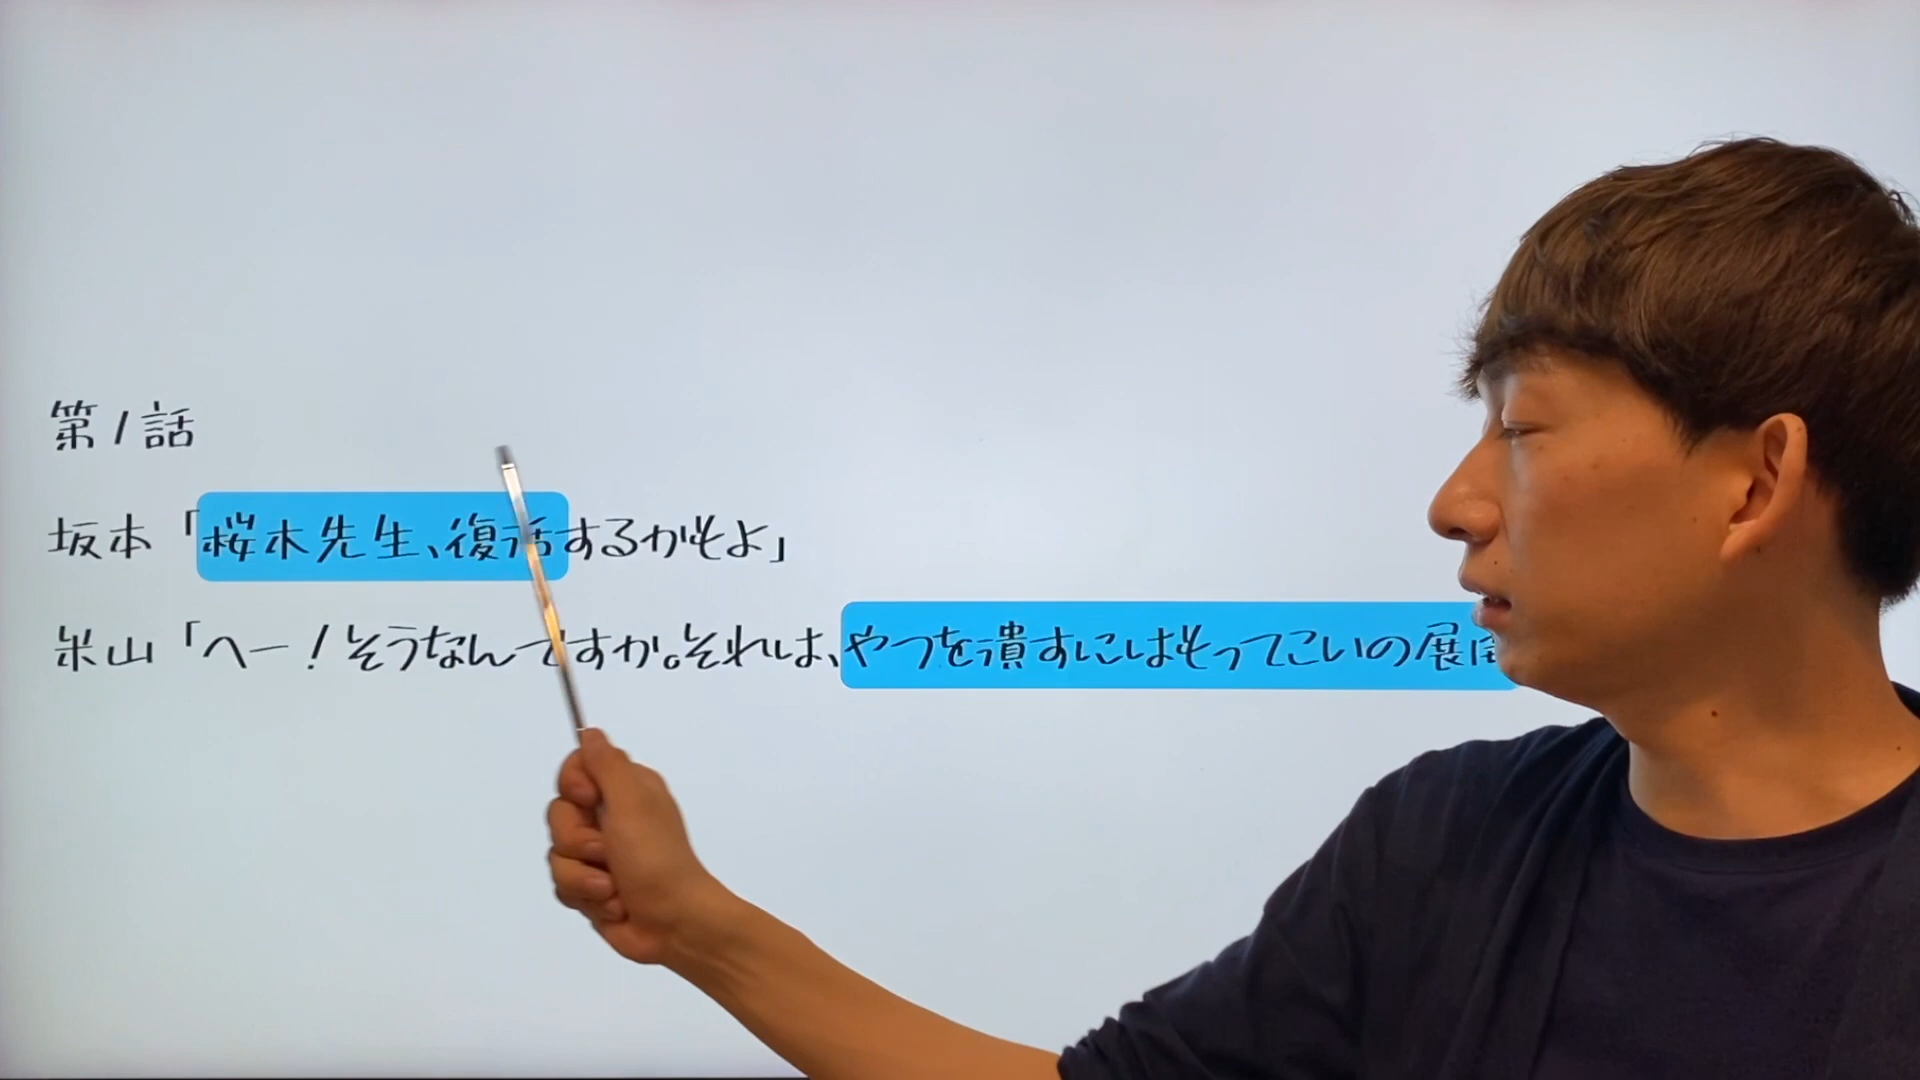 第1話
坂本「桜木先生、復活するかもよ」
米山「へー！そうなんですか。それは、やつを潰すにはもってこいの展